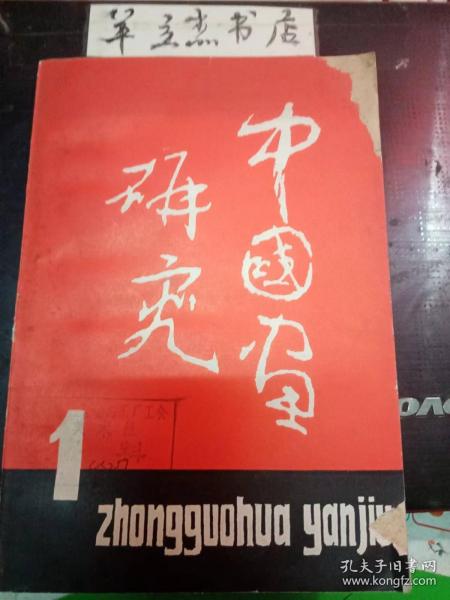 羊立杰书店
中國画
研究
1
zhongguohua yanjiu
孔夫子旧书网
www.kongfz.com